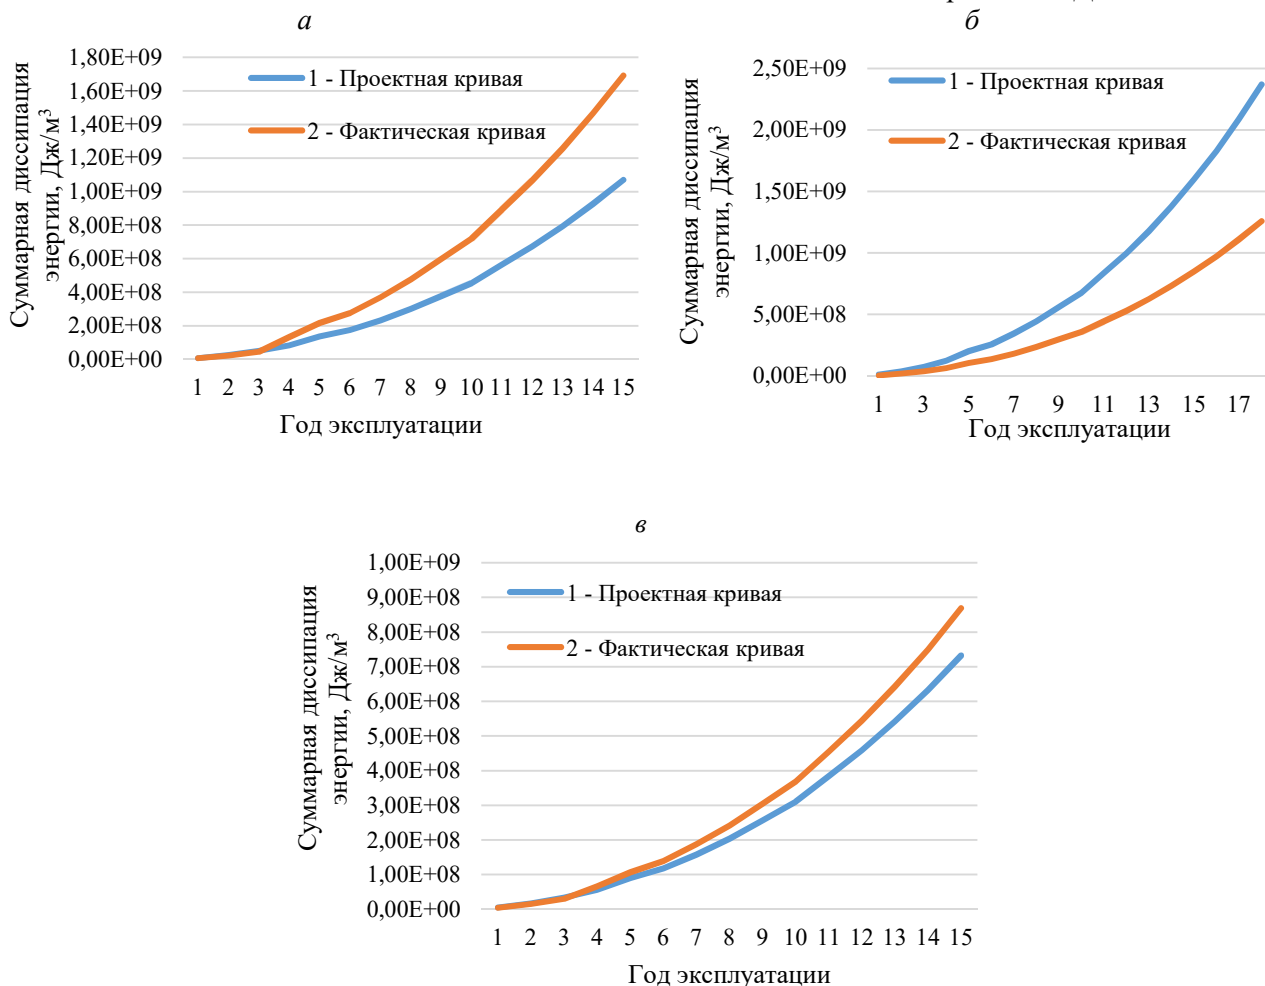 а
1,80E+09
1,60E+09
1,40E+09
1,20E+09
1,00E+09
8,00E+08
6,00E+08
4,00E+08
2,00E+08
0,00E+00
Суммарная диссипация
энергии, Дж/м³
1 - Проектная кривая
2 - Фактическая кривая
1 2 3 4 5 6 7 8 9 10 11 12 13 14 15
Год эксплуатации
б
2,50E+09
2,00E+09
1,50E+09
1,00E+09
5,00E+08
0,00E+00
Суммарная диссипация
энергии, Дж/м³
1 - Проектная кривая
2 - Фактическая кривая
1 3 5 7 9 11 13 15 17
Год эксплуатации
в
1,00E+09
9,00E+08
8,00E+08
7,00E+08
6,00E+08
5,00E+08
4,00E+08
3,00E+08
2,00E+08
1,00E+08
0,00E+00
Суммарная диссипация
энергии, Дж/м³
1 - Проектная кривая
2 - Фактическая кривая
1 2 3 4 5 6 7 8 9 10 11 12 13 14 15
Год эксплуатации